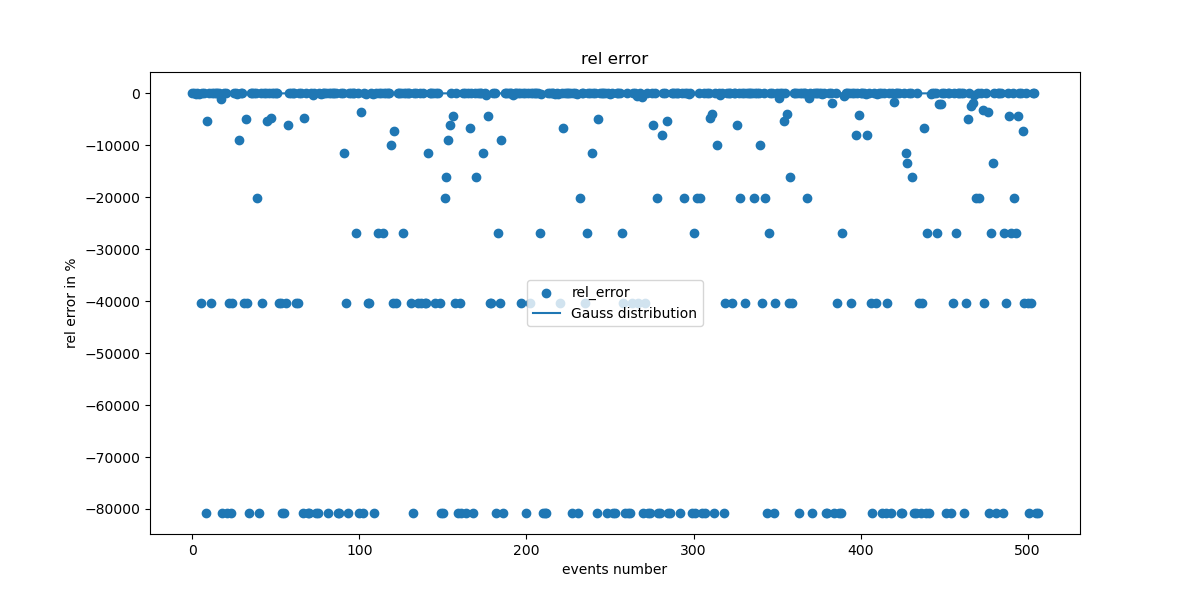 rel error
0
−10000
−20000
−30000
−40000
−50000
−60000
−70000
−80000
rel error in %
rel_error
Gauss distribution
0 100 200 300 400 500
events number